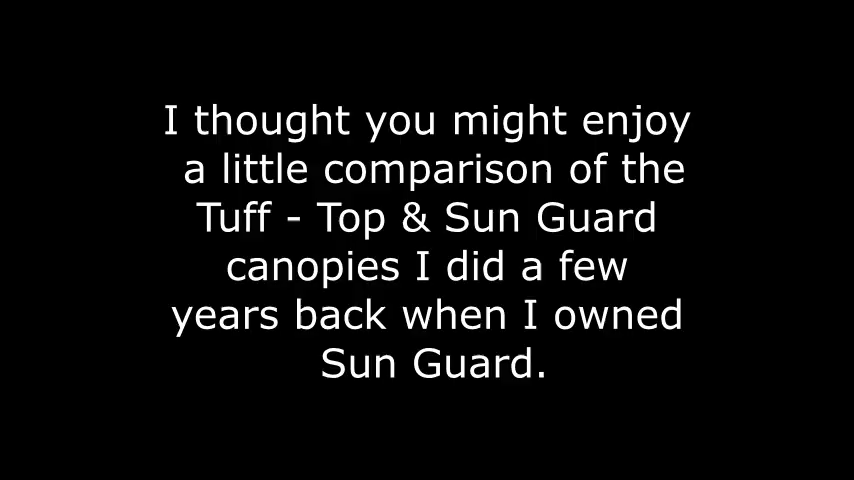 I thought you might enjoy
a little comparison of the
Tuff - Top & Sun Guard
canopies I did a few
years back when I owned
Sun Guard.